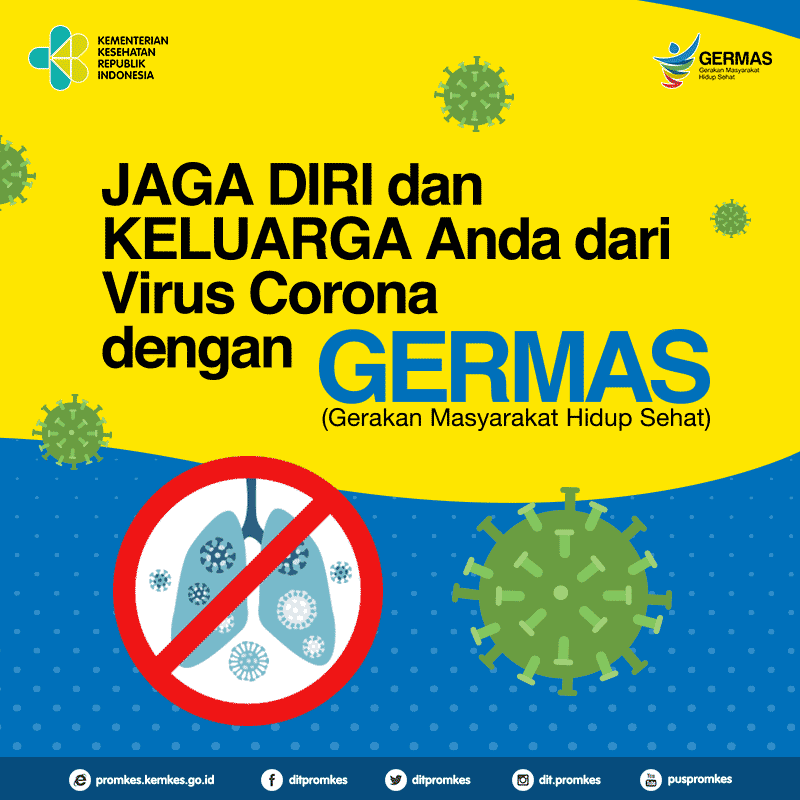 KEMENTERIAN
KESEHATAN
REPUBLIK
INDONESIA
GERMAS
Gerakan Masyarakat
Hidup Sehat
JAGA DIRI dan
KELUARGA Anda dari
Virus Corona
dengan GERMAS
(Gerakan Masyarakat Hidup Sehat)
promkes.kemkes.go.id
ditpromkes
ditpromkes
dit.promkes
You
Tube
puspromkes